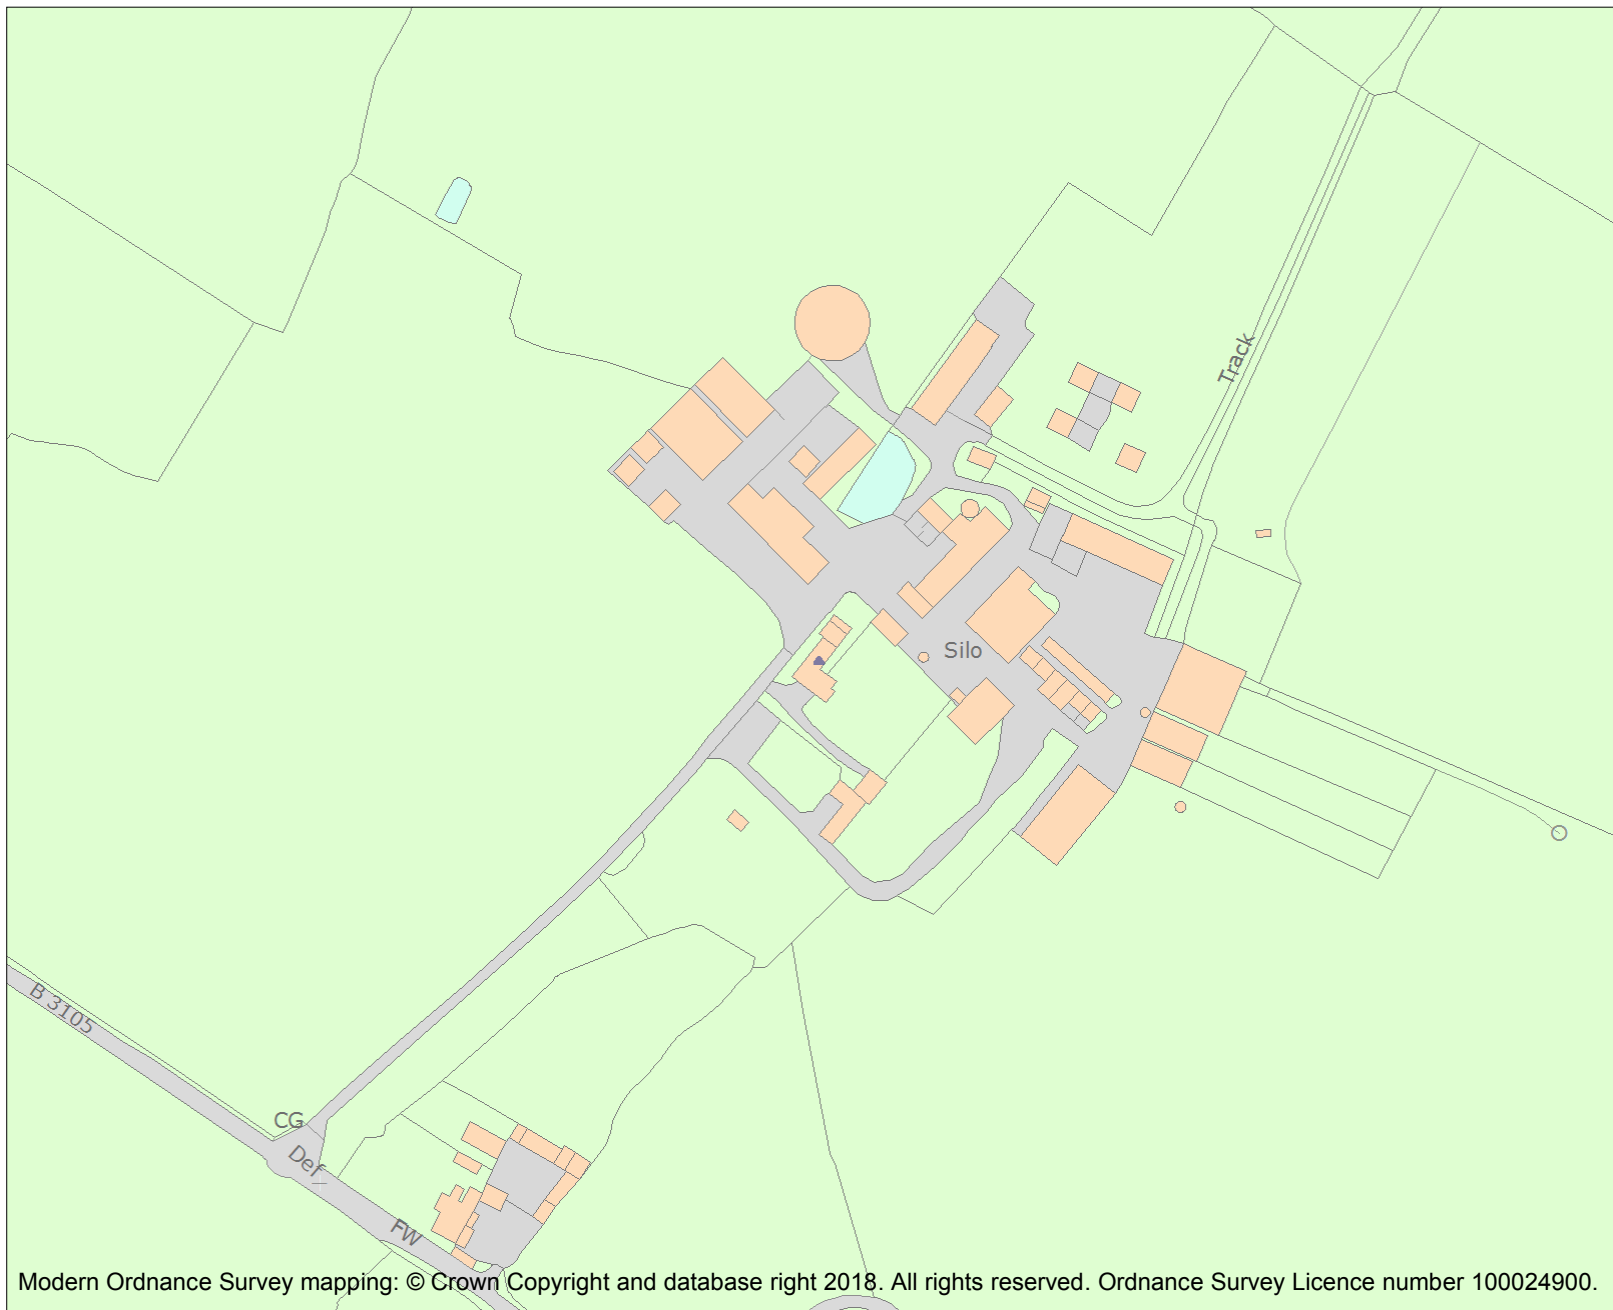 Track
Silo
B 3105
CG
Def
FW
Modern Ordnance Survey mapping: © Crown Copyright and database right 2018. All rights reserved. Ordnance Survey Licence number 100024900.